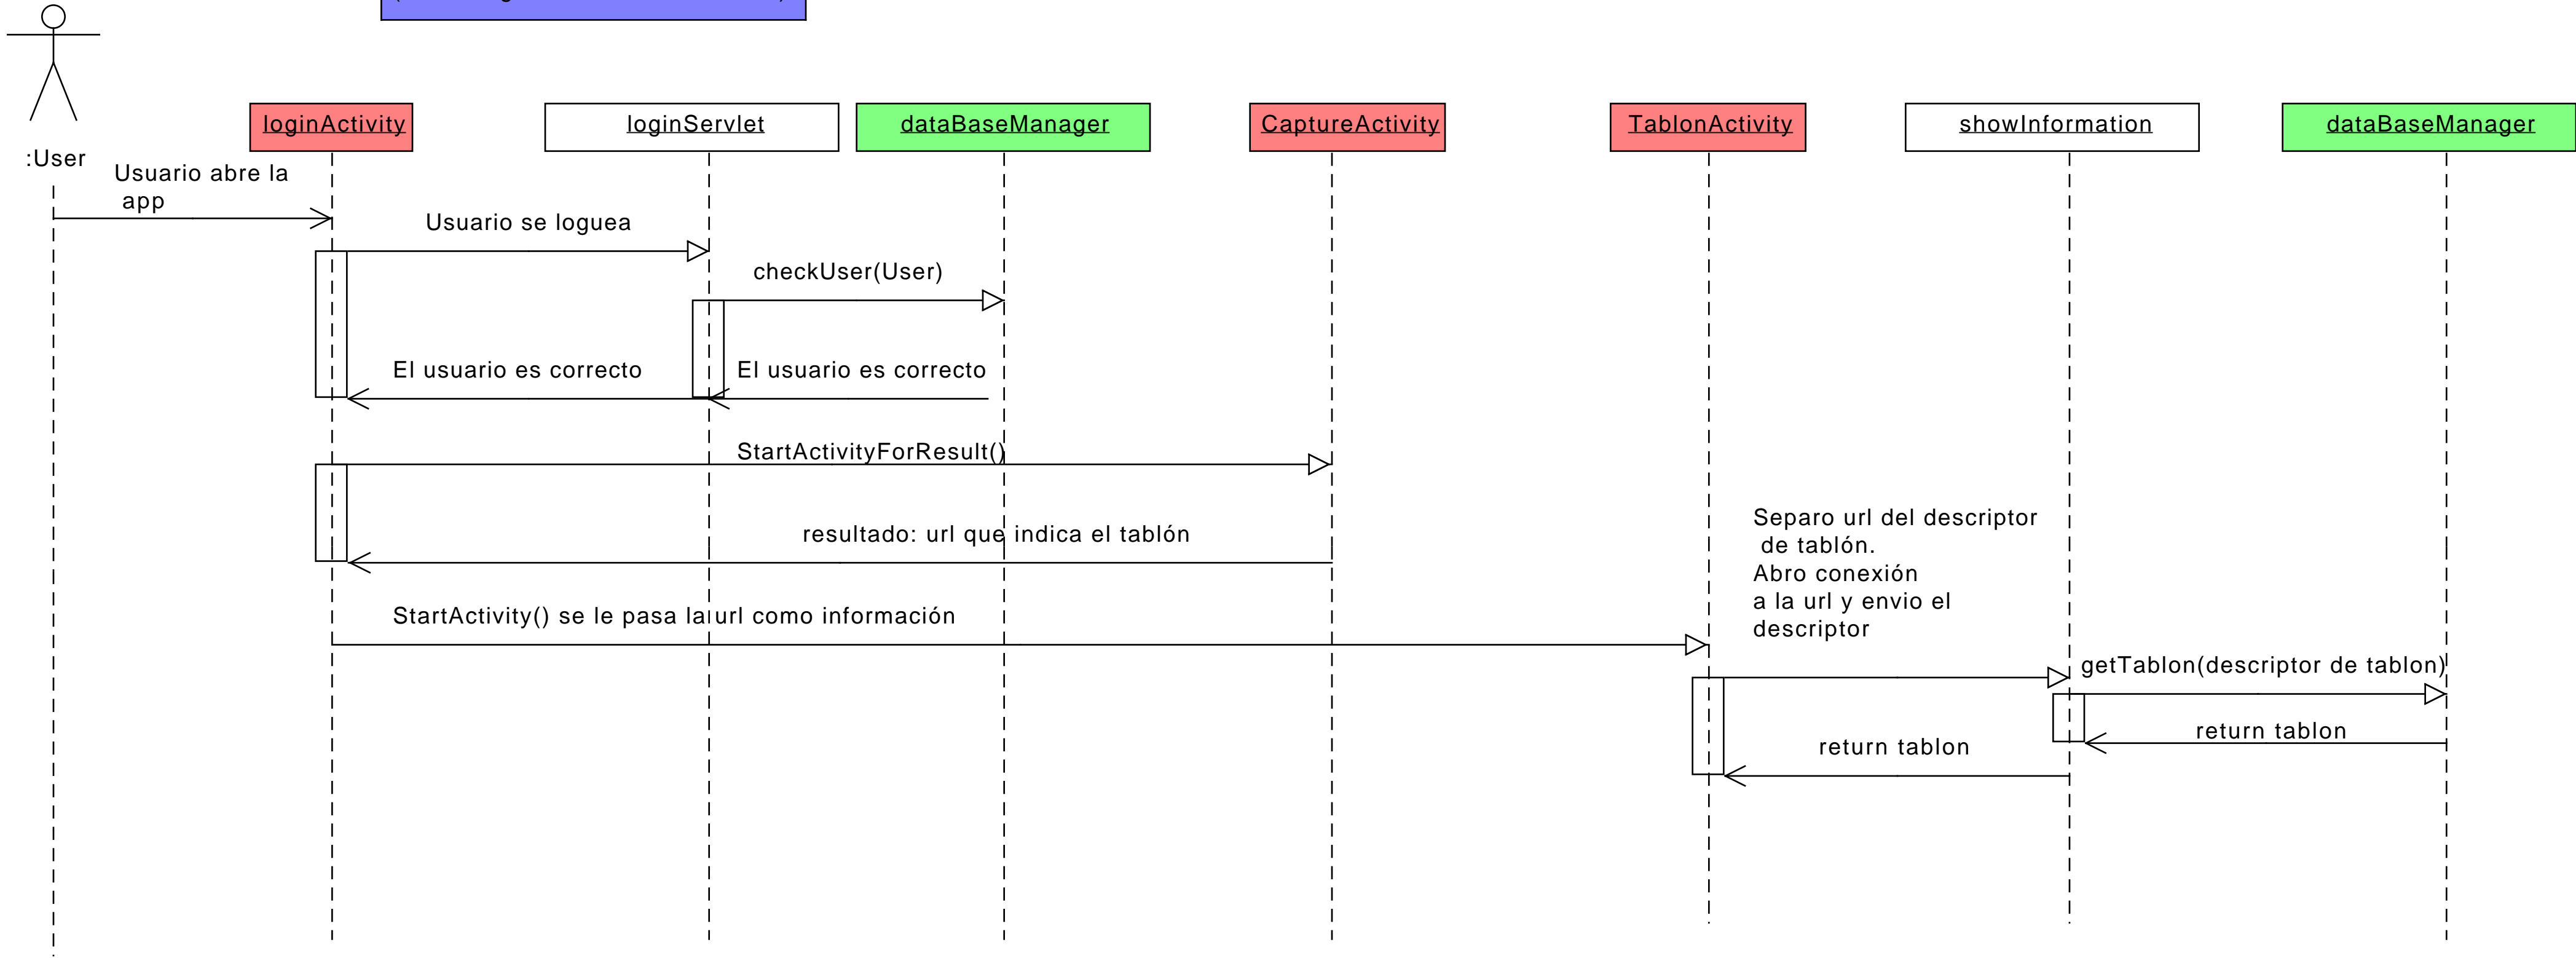 loginActivity
loginServlet
dataBaseManager
CaptureActivity
TablonActivity
showInformation
dataBaseManager
:User
Usuario abre la
app
Usuario se loguea
checkUser(User)
El usuario es correcto
El usuario es correcto
StartActivityForResult()
resultado: url que indica el tablón
Separo url del descriptor
de tablón.
Abro conexión
a la url y envio el
descriptor
StartActivity() se le pasa la url como información
getTablon(descriptor de tablon)
return tablon
return tablon